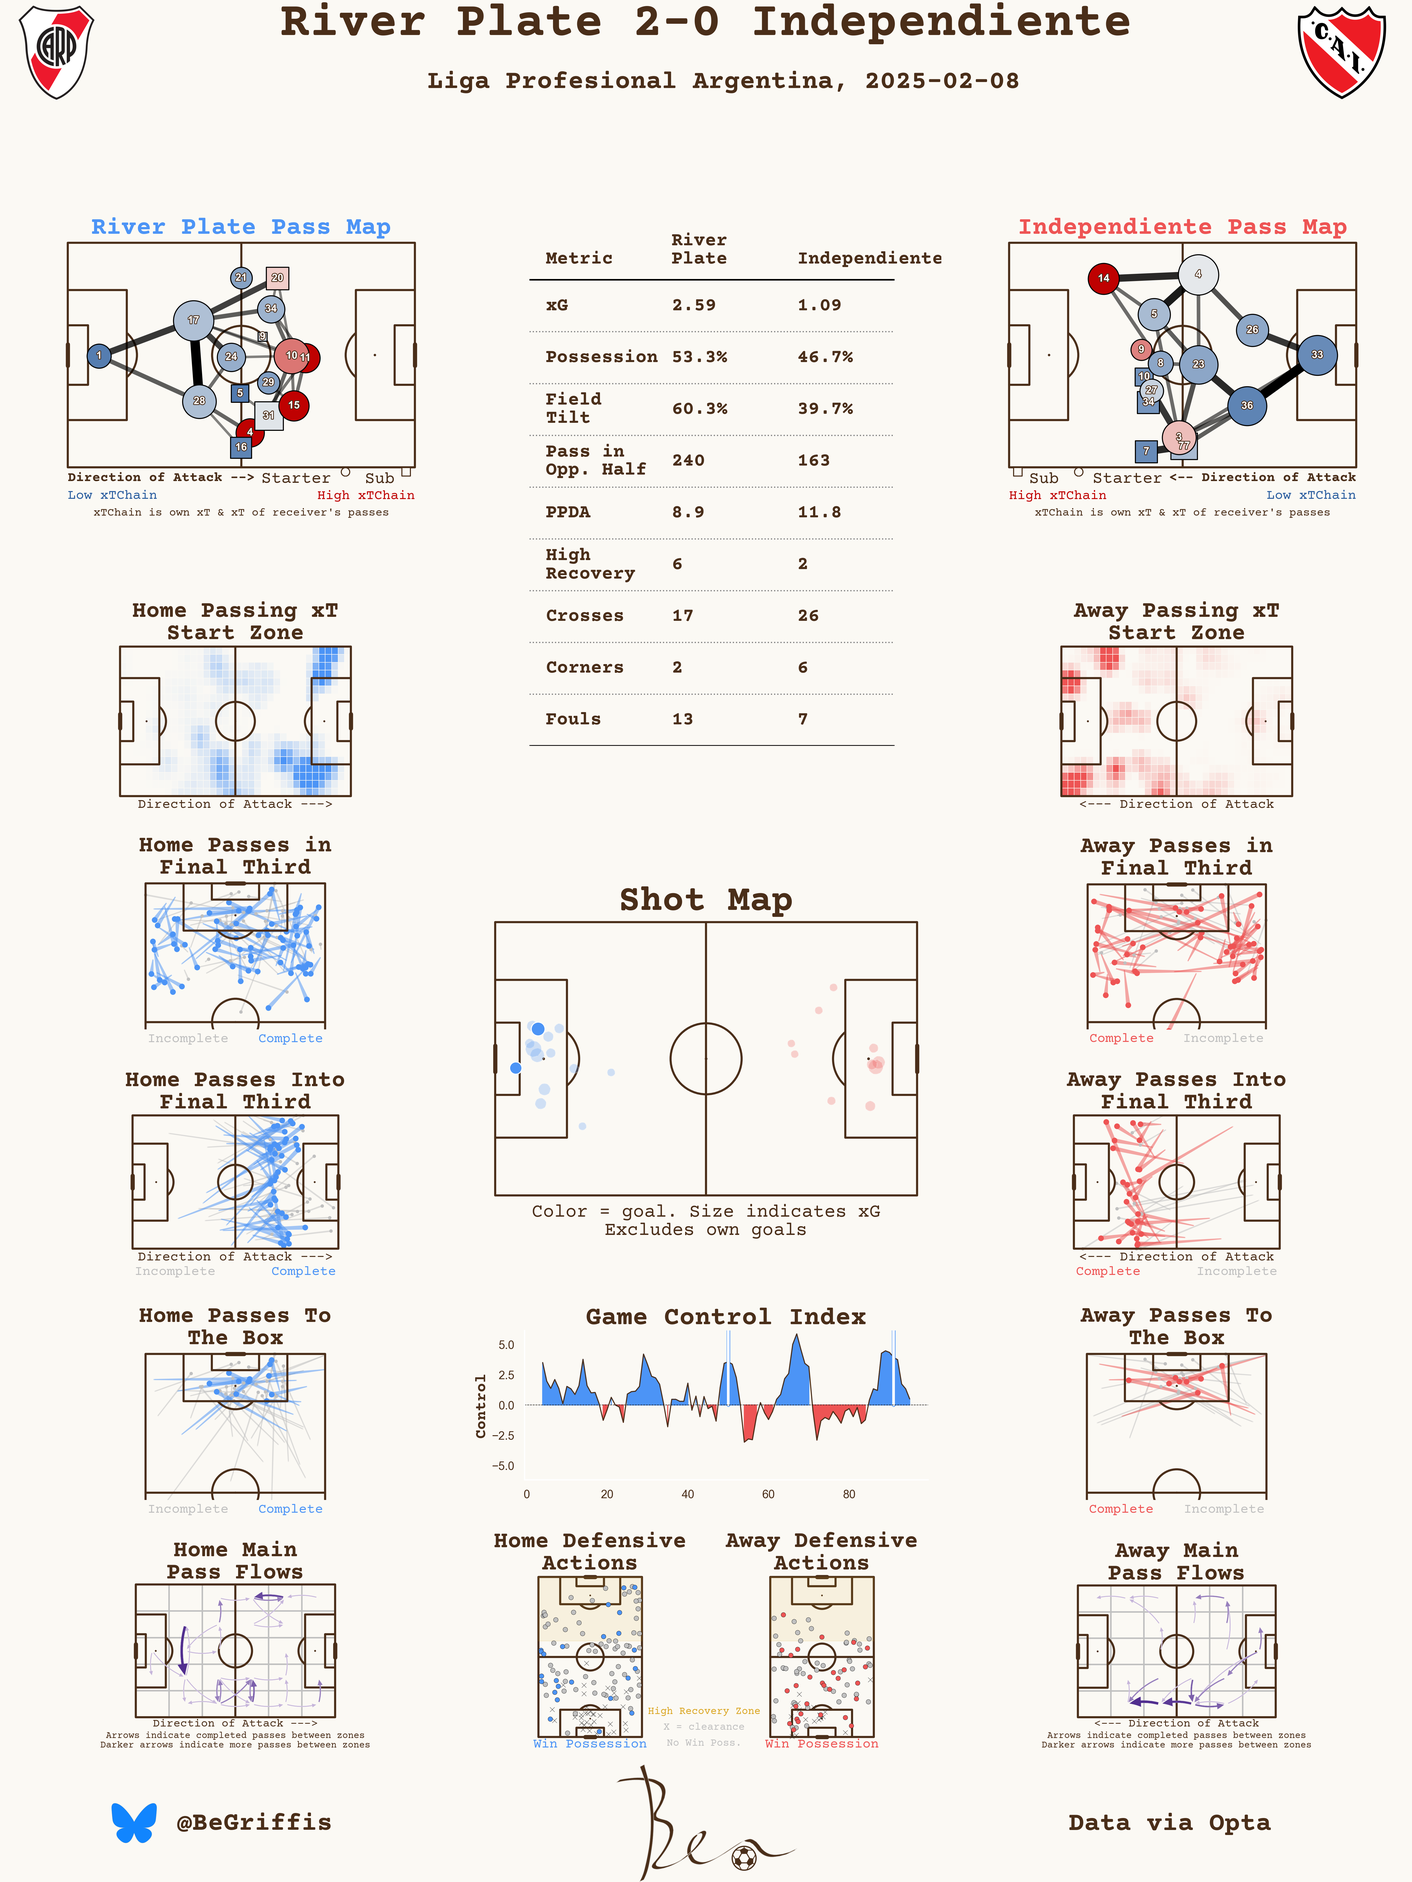 River Plate 2-0 Independiente
Liga Profesional Argentina, 2025-02-08
CARP
C.A.I.
River Plate Pass Map
21
20
17
34
9
1
24
10
11
29
5
28
31
15
4
16
Direction of Attack --> Starter Sub
Low xTChain High xTChain
xTChain is own xT & xT of receiver's passes
Metric River Plate Independiente
xG 2.59 1.09
Possession 53.3% 46.7%
Field Tilt 60.3% 39.7%
Pass in Opp. Half 240 163
PPDA 8.9 11.8
High Recovery 6 2
Crosses 17 26
Corners 2 6
Fouls 13 7
Independiente Pass Map
14
4
5
26
9
8
33
23
10
27
34
36
3
77
7
Sub Starter <-- Direction of Attack
High xTChain Low xTChain
xTChain is own xT & xT of receiver's passes
Home Passing xT
Start Zone
Direction of Attack --->
Away Passing xT
Start Zone
<--- Direction of Attack
Home Passes in
Final Third
Incomplete Complete
Away Passes in
Final Third
Complete Incomplete
Shot Map
Color = goal. Size indicates xG
Excludes own goals
Home Passes Into
Final Third
Direction of Attack --->
Incomplete Complete
Away Passes Into
Final Third
<--- Direction of Attack
Complete Incomplete
Home Passes To
The Box
Incomplete Complete
Game Control Index
Control
5.0
2.5
0.0
−2.5
−5.0
0 20 40 60 80
Away Passes To
The Box
Complete Incomplete
Home Main
Pass Flows
Direction of Attack --->
Arrows indicate completed passes between zones
Darker arrows indicate more passes between zones
Home Defensive
Actions
Win Possession
Away Defensive
Actions
Win Possession
High Recovery Zone
X = clearance
No Win Poss.
Away Main
Pass Flows
<--- Direction of Attack
Arrows indicate completed passes between zones
Darker arrows indicate more passes between zones
@BeGriffis
Ben
Data via Opta